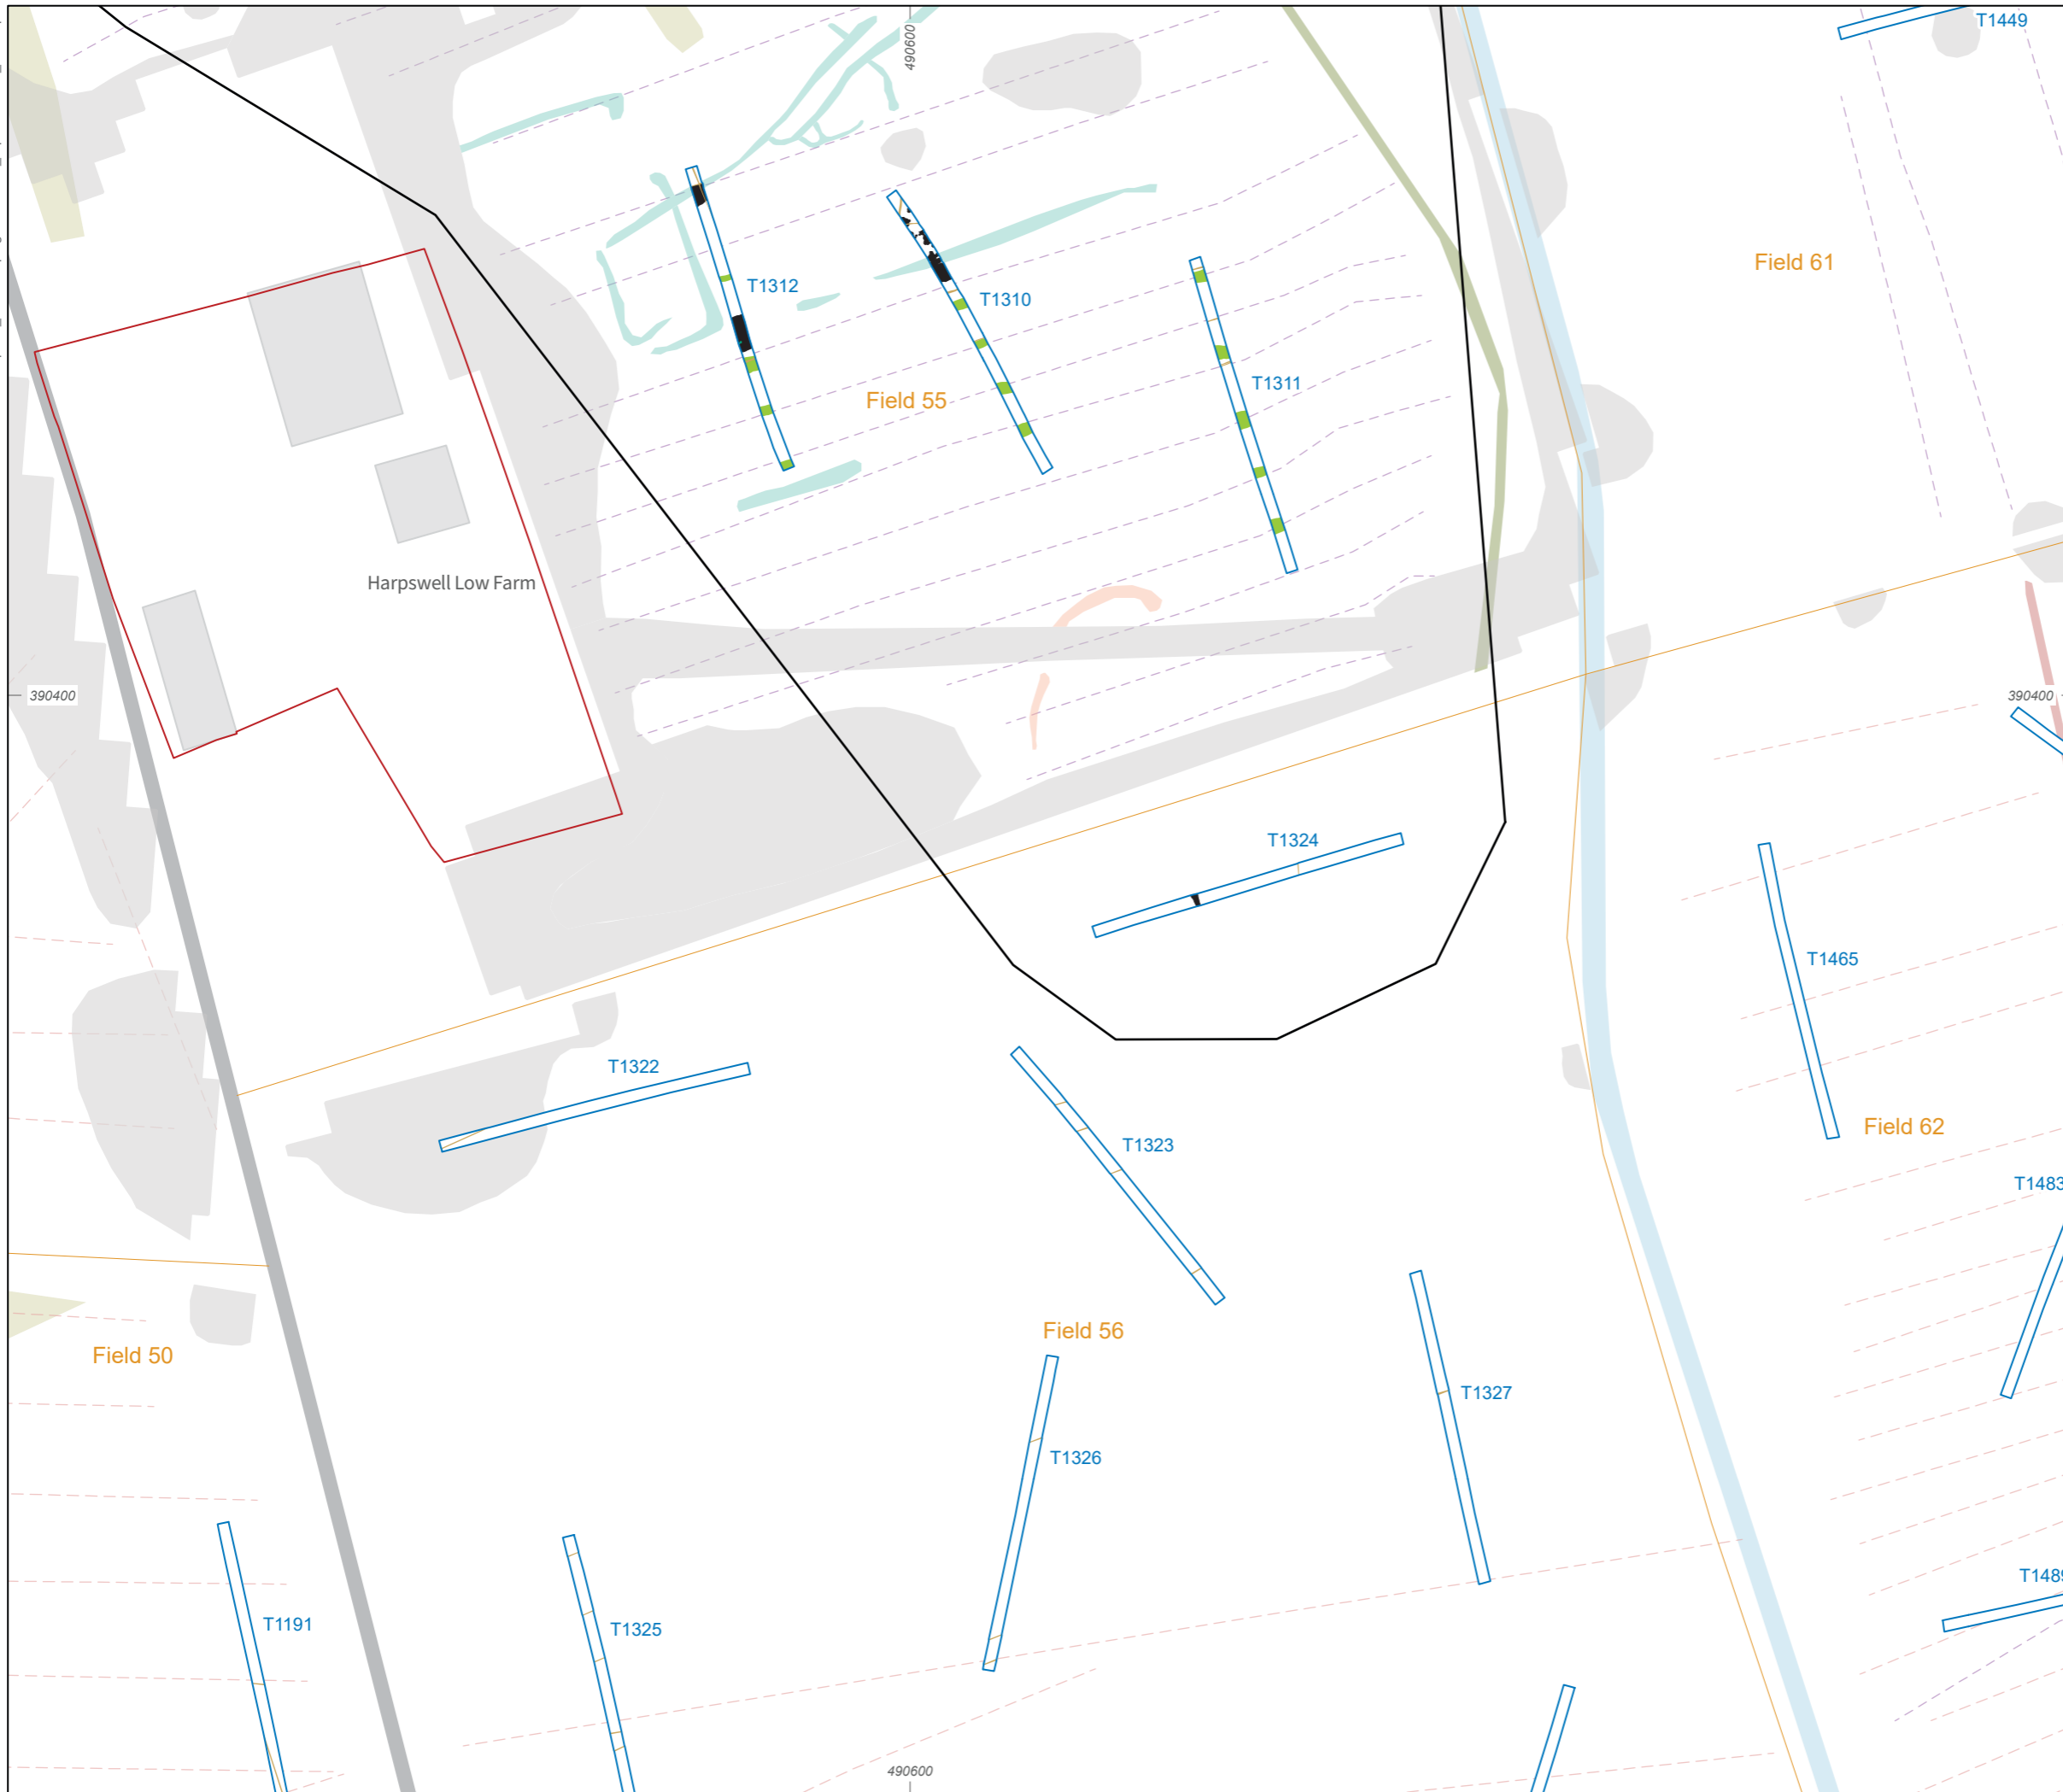 T1449
490600
Field 61
T1312
T1310
T1311
Field 55
Harpswell Low Farm
390400
390400
T1324
T1465
T1322
Field 62
T1323
T1483
Field 56
Field 50
T1327
T1326
T1489
T1191
T1325
490600